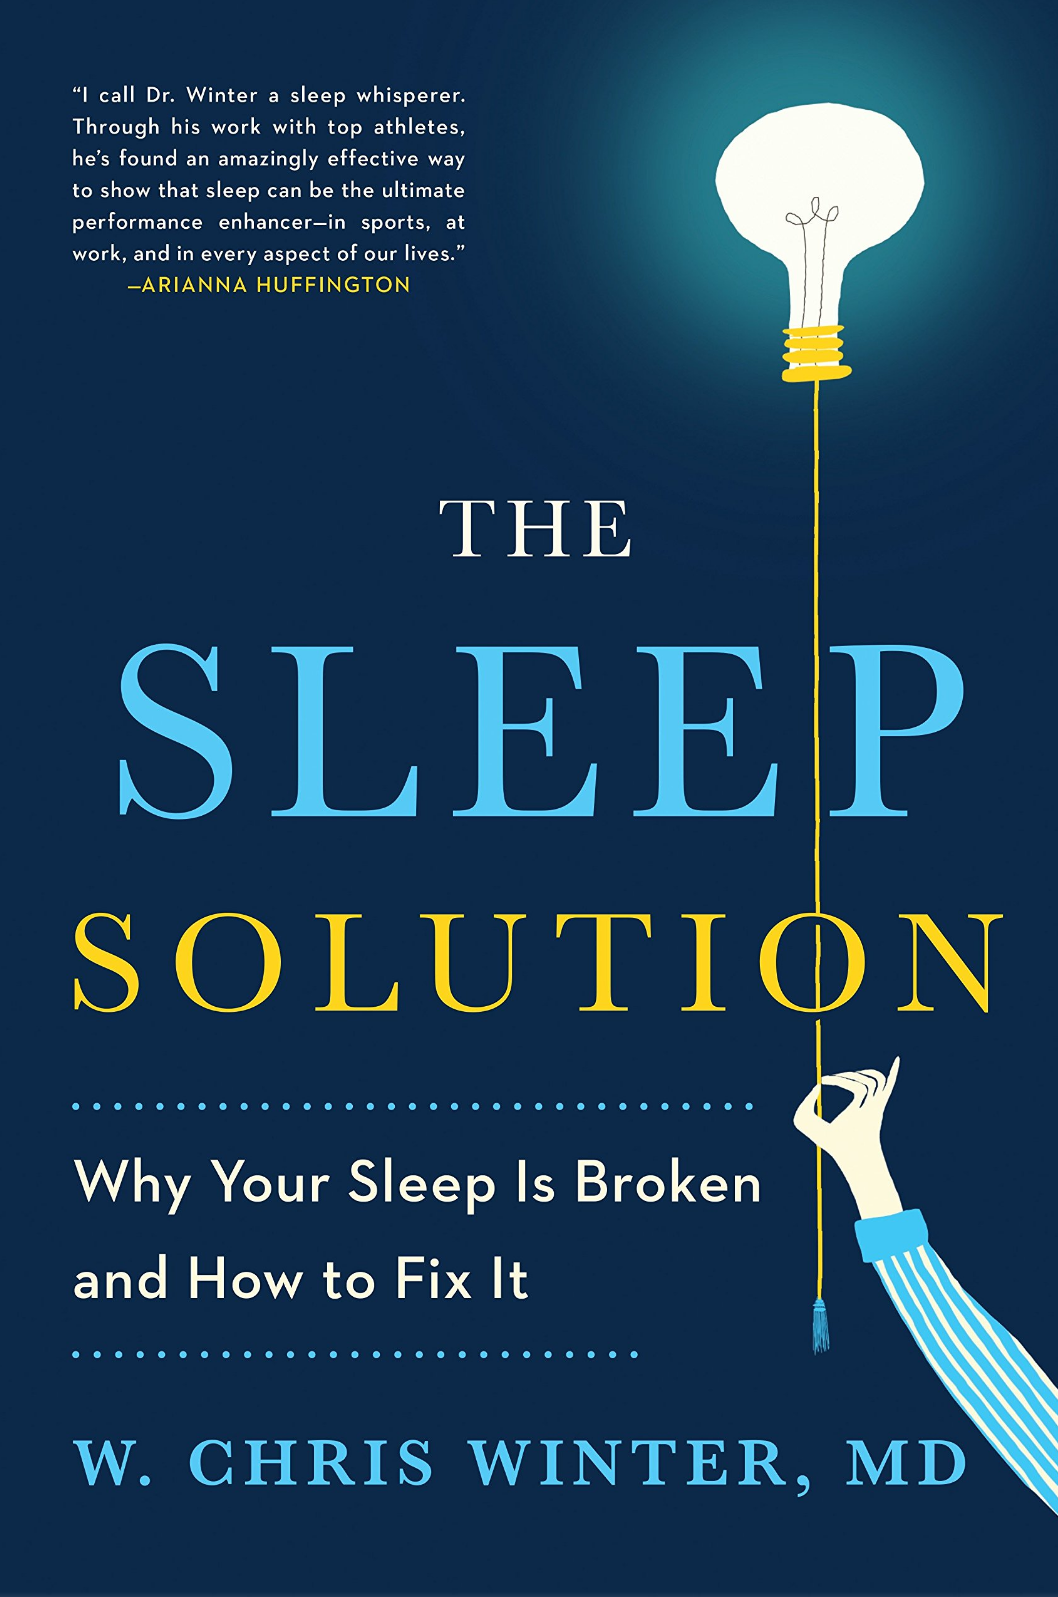 “I call Dr. Winter a sleep whisperer.
Through his work with top athletes,
he’s found an amazingly effective way
to show that sleep can be the ultimate
performance enhancer—in sports, at
work, and in every aspect of our lives.”
—ARIANNA HUFFINGTON
THE
SLEEP
SOLUTION
Why Your Sleep Is Broken
and How to Fix It
W. CHRIS WINTER, MD